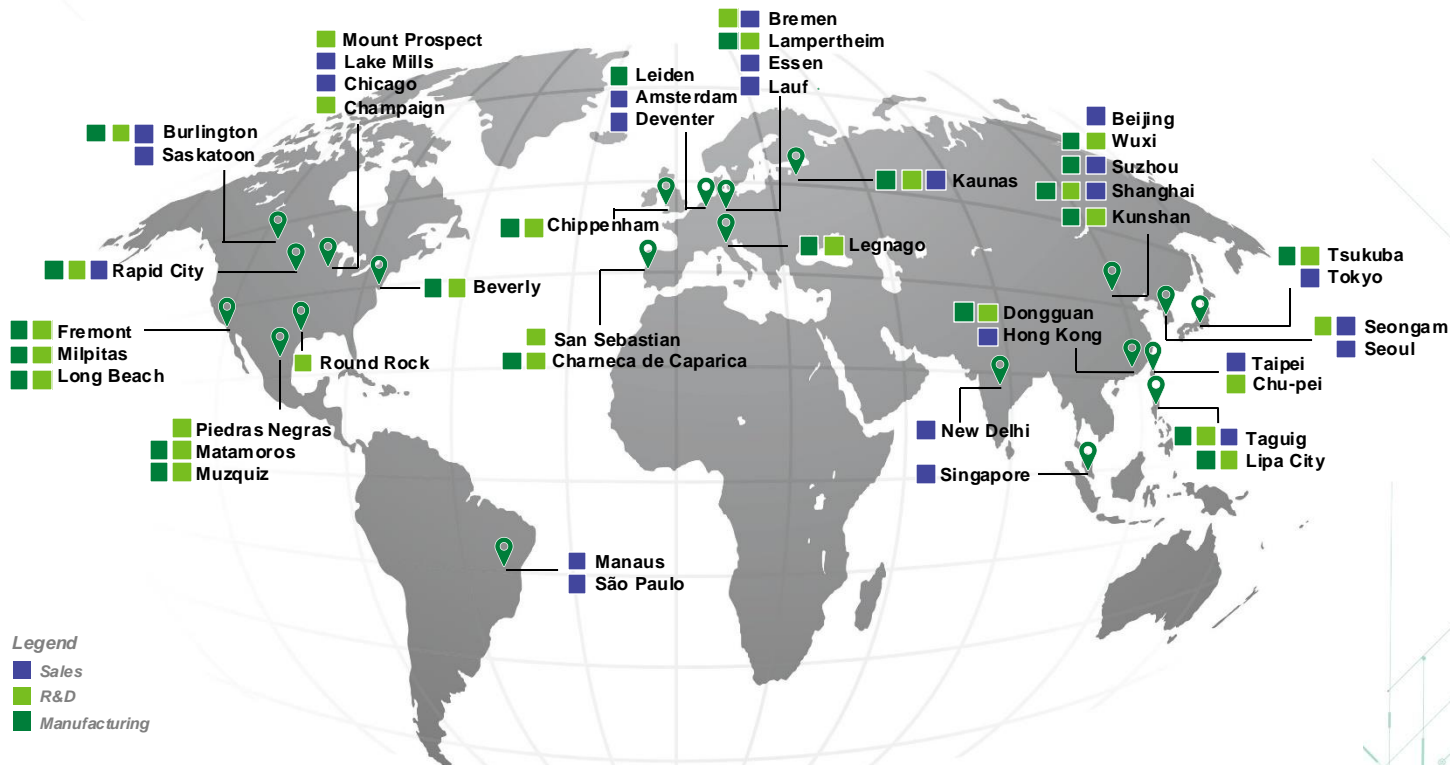 Mount Prospect
Lake Mills
Chicago
Champaign
Burlington
Saskatoon
Rapid City
Beverly
Fremont
Milpitas
Long Beach
Round Rock
Piedras Negras
Matamoros
Muzquiz
Manaus
São Paulo
Bremen
Lampertheim
Essen
Lauf
Leiden
Amsterdam
Deventer
Kaunas
Chippenham
Legnago
San Sebastian
Charneca de Caparica
Beijing
Wuxi
Suzhou
Shanghai
Kunshan
Tsukuba
Tokyo
Seongam
Seoul
Dongguan
Hong Kong
Taipei
Chu-pei
New Delhi
Taguig
Lipa City
Singapore
Legend
Sales
R&D
Manufacturing